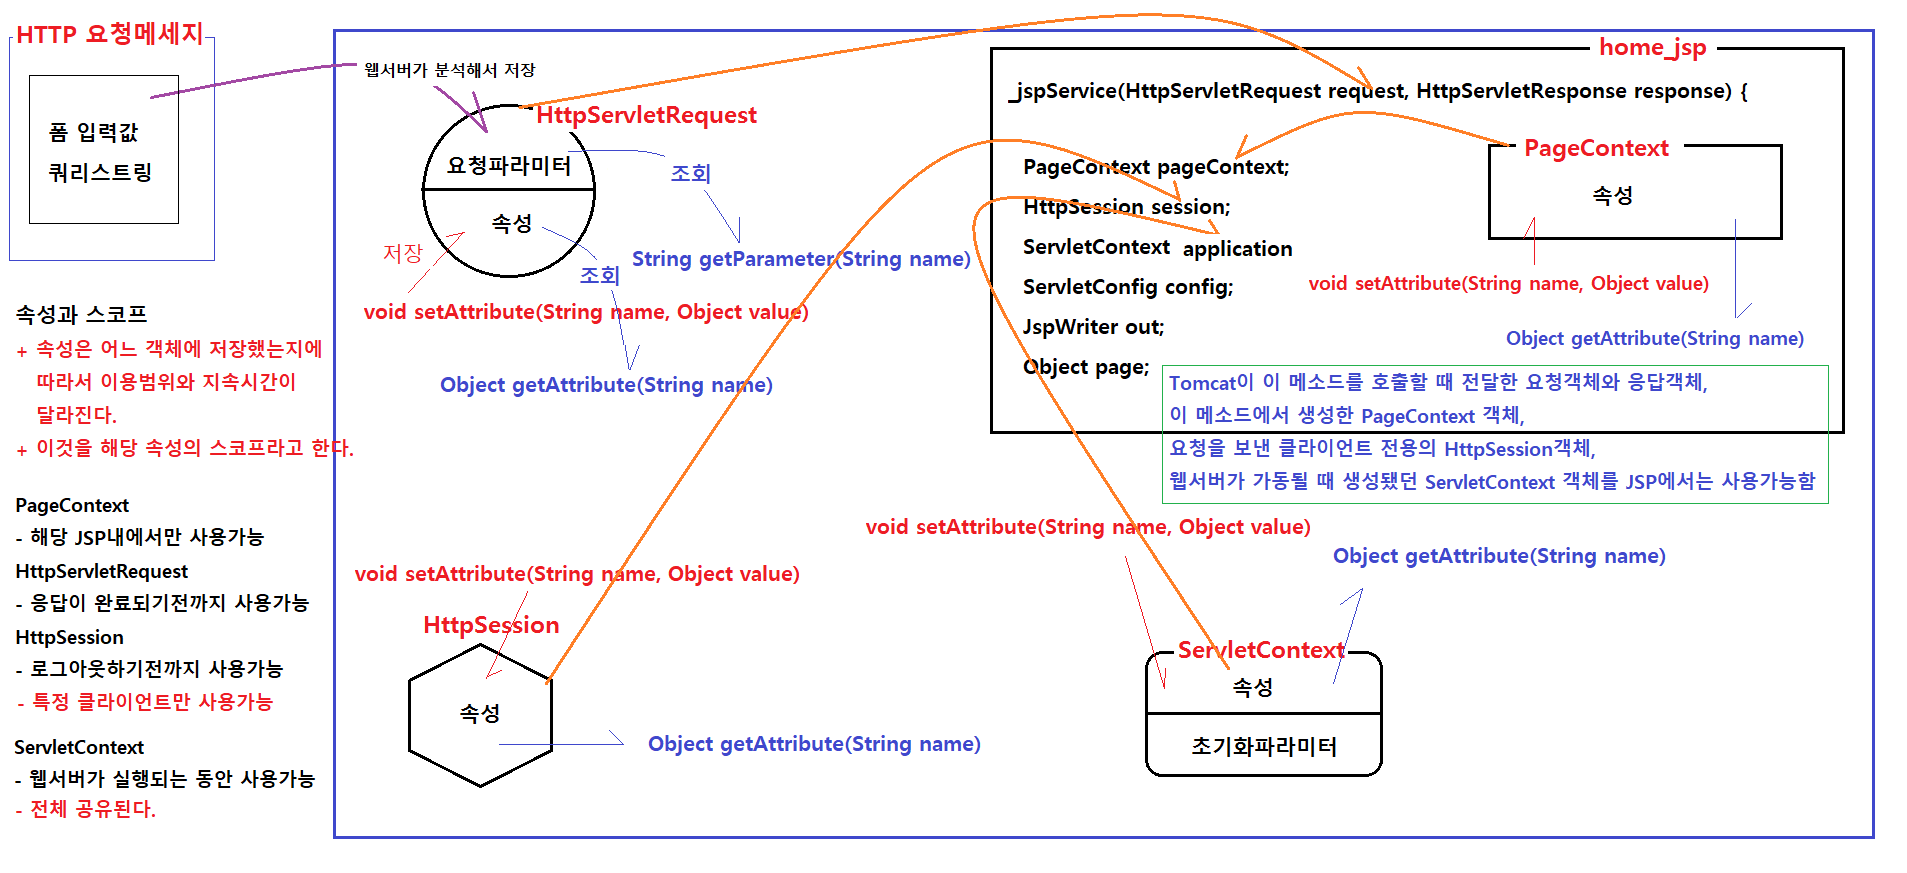 HTTP 요청메세지
폼 입력값
쿼리스트링
속성과 스코프
+ 속성은 어느 객체에 저장했는지에
따라서 이용범위와 지속시간이
달라진다.
+ 이것을 해당 속성의 스코프라고 한다.
PageContext
- 해당 JSP내에서만 사용가능
HttpServletRequest
- 응답이 완료되기전까지 사용가능
HttpSession
- 로그아웃하기전까지 사용가능
- 특정 클라이언트만 사용가능
ServletContext
- 웹서버가 실행되는 동안 사용가능
- 전체 공유된다.
웹서버가 분석해서 저장
HttpServletRequest
요청파라미터
조회
속성
저장
String getParameter(String name)
조회
void setAttribute(String name, Object value)
Object getAttribute(String name)
home_jsp
_jspService(HttpServletRequest request, HttpServletResponse response) {
PageContext pageContext;
HttpSession session;
ServletContext application
ServletConfig config;
JspWriter out;
Object page;
PageContext
속성
void setAttribute(String name, Object value)
Object getAttribute(String name)
Tomcat이 이 메소드를 호출할 때 전달한 요청객체와 응답객체,
이 메소드에서 생성한 PageContext 객체,
요청을 보낸 클라이언트 전용의 HttpSession객체,
웹서버가 가동될 때 생성됐던 ServletContext 객체를 JSP에서는 사용가능함
void setAttribute(String name, Object value)
HttpSession
속성
Object getAttribute(String name)
void setAttribute(String name, Object value)
Object getAttribute(String name)
ServletContext
속성
초기화파라미터